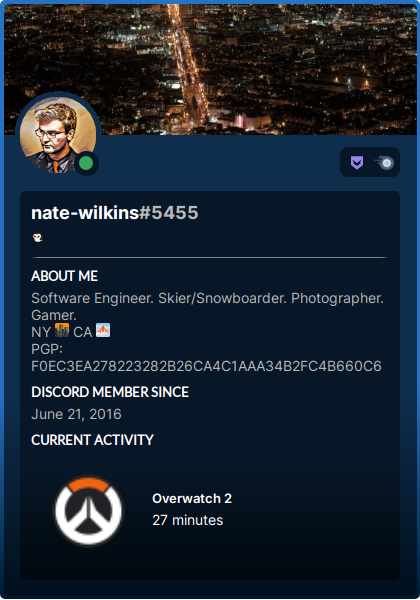 nate-wilkins#5455
ABOUT ME
Software Engineer. Skier/Snowboarder. Photographer.
Gamer.
NY 🌆 CA 🏔
PGP:
F0EC3EA278223282B26CA4C1AAA34B2FC4B660C6
DISCORD MEMBER SINCE
June 21, 2016
CURRENT ACTIVITY
Overwatch 2
27 minutes